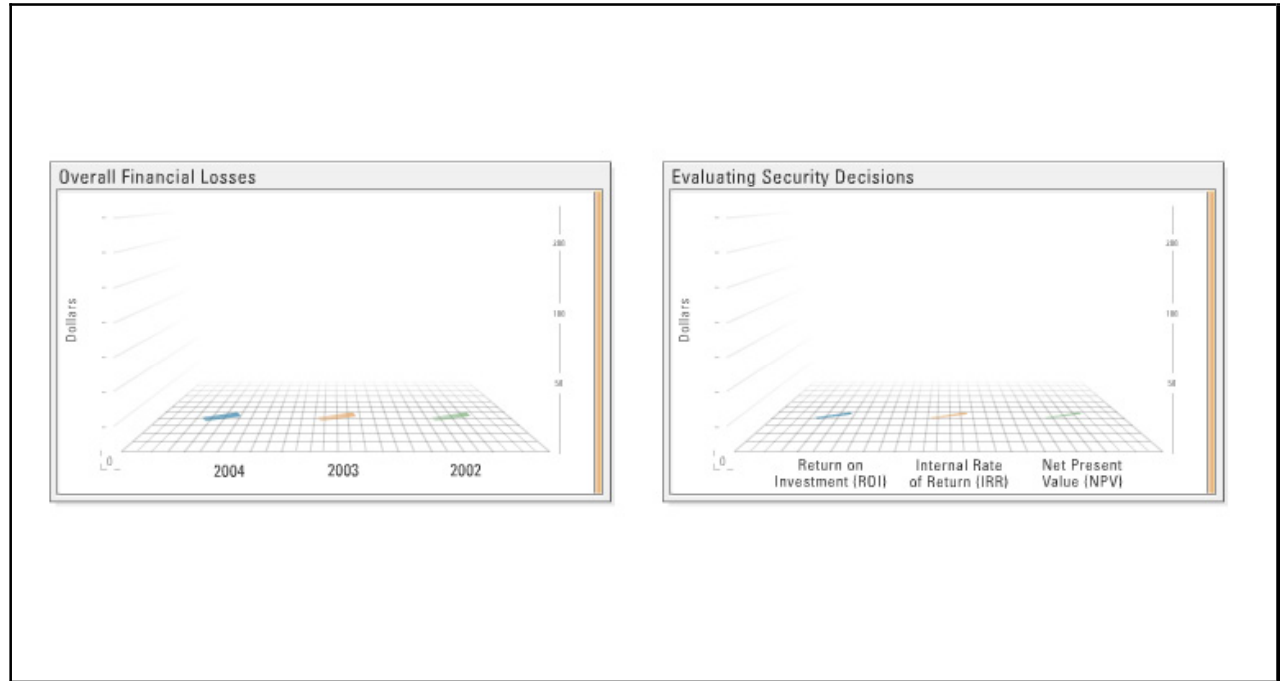 Overall Financial Losses
Dollars
200
100
50
0
2004 2003 2002
Evaluating Security Decisions
Dollars
200
100
50
0
Return on Investment (ROI)
Internal Rate of Return (IRR)
Net Present Value (NPV)